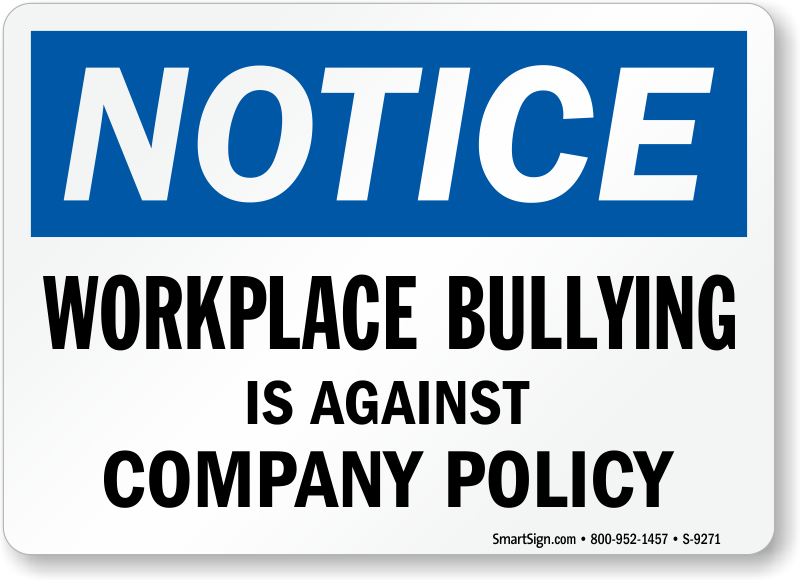 NOTICE
WORKPLACE BULLYING
IS AGAINST
COMPANY POLICY
SmartSign.com • 800-952-1457 • S-9271